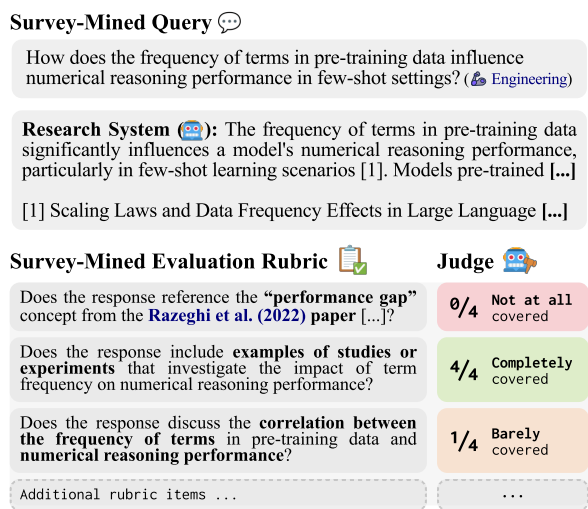 Survey-Mined Query
How does the frequency of terms in pre-training data influence
numerical reasoning performance in few-shot settings? (Engineering)
Research System ( ): The frequency of terms in pre-training data
significantly influences a model's numerical reasoning performance,
particularly in few-shot learning scenarios [1]. Models pre-trained [...]
[1] Scaling Laws and Data Frequency Effects in Large Language [...]
Survey-Mined Evaluation Rubric
Judge
Does the response reference the “performance gap”
concept from the Razeghi et al. (2022) paper [...]?
0/4 Not at all
covered
Does the response include examples of studies or
experiments that investigate the impact of term
frequency on numerical reasoning performance?
4/4 Completely
covered
Does the response discuss the correlation between
the frequency of terms in pre-training data and
numerical reasoning performance?
1/4 Barely
covered
Additional rubric items ...
...